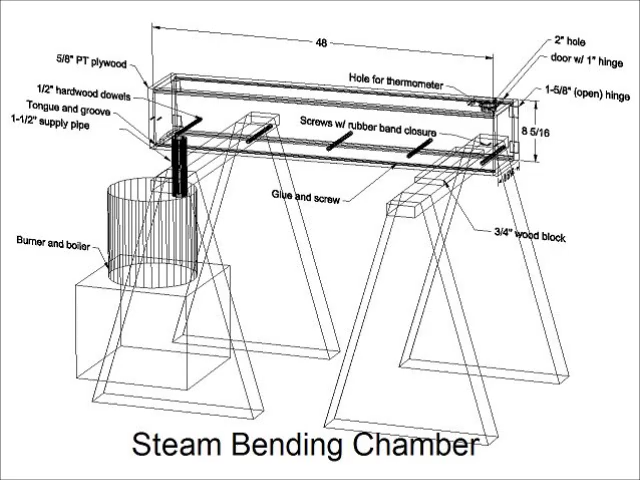 48
2" hole
door w/ 1" hinge
5/8" PT plywood
Hole for thermometer
1-5/8" (open) hinge
1/2" hardwood dowels
Tongue and groove
Screws w/ rubber band closure
1-1/2" supply pipe
8 5/16
Glue and screw
3/4" wood block
Burner and boiler
Steam Bending Chamber